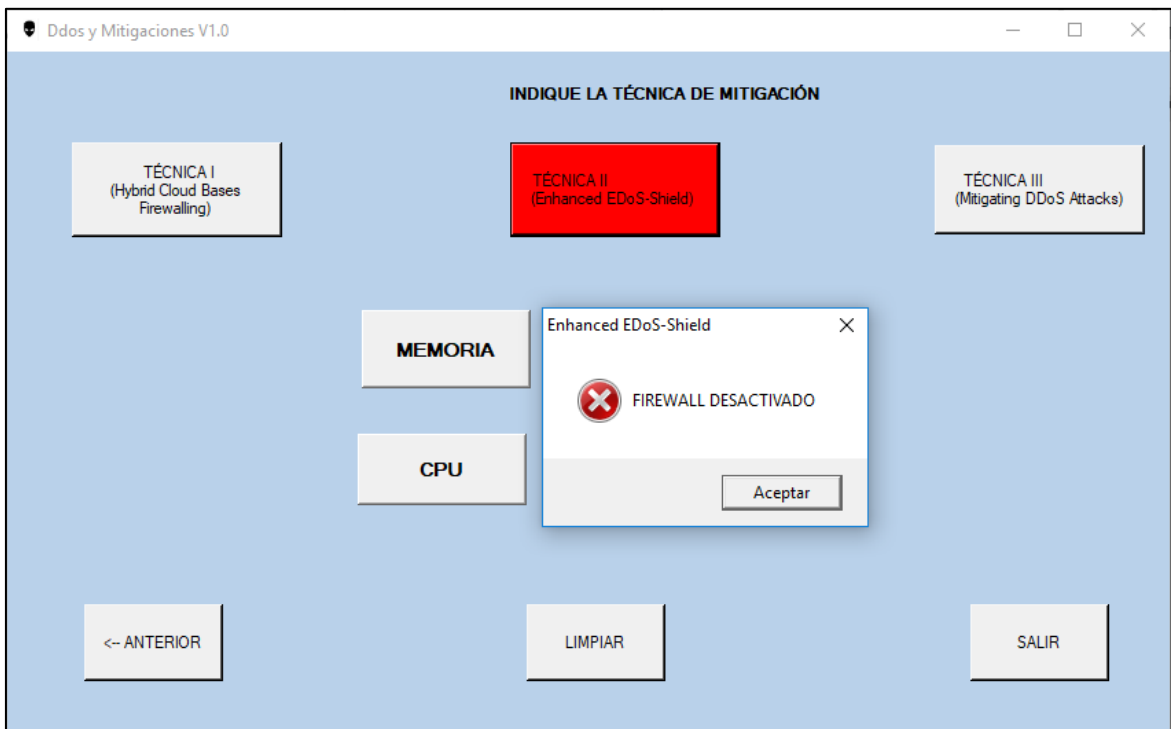 Ddos y Mitigaciones V1.0
INDIQUE LA TÉCNICA DE MITIGACIÓN
TÉCNICA I
(Hybrid Cloud Bases
Firewalling)
TÉCNICA II
(Enhanced EDoS-Shield)
TÉCNICA III
(Mitigating DDoS Attacks)
MEMORIA
CPU
Enhanced EDoS-Shield
FIREWALL DESACTIVADO
Aceptar
<-- ANTERIOR
LIMPIAR
SALIR